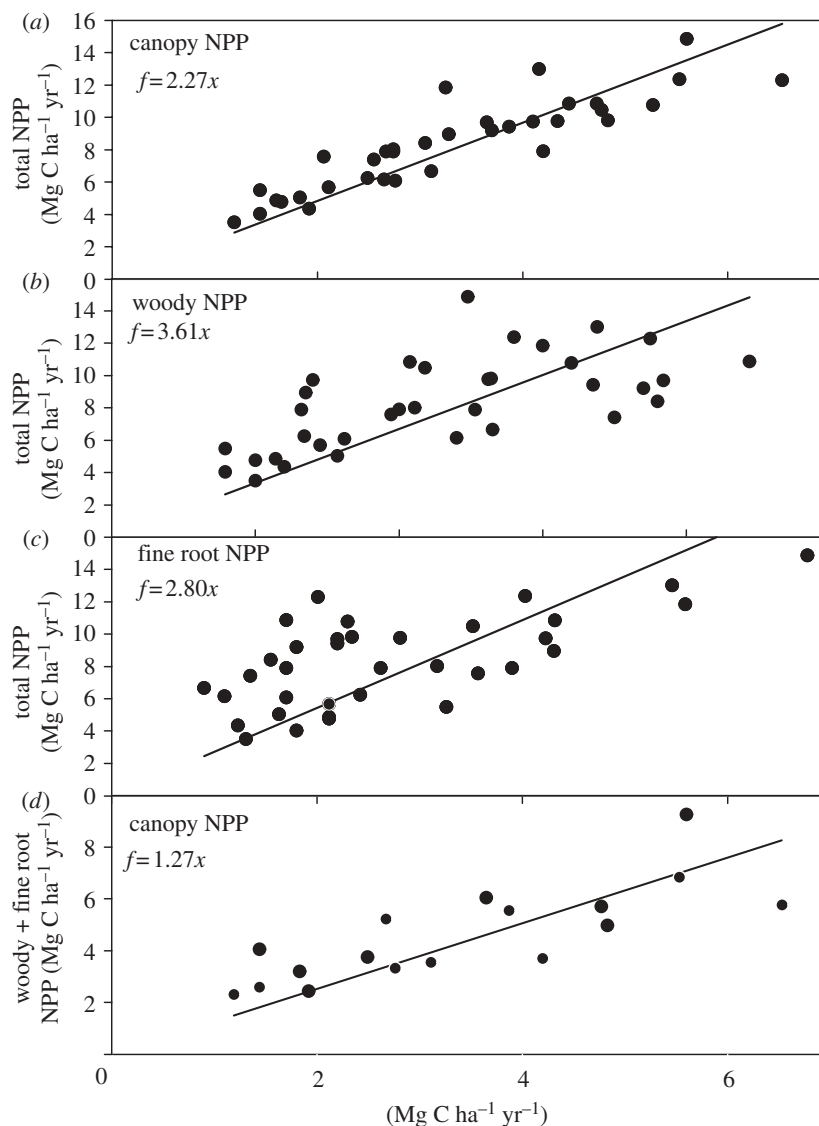 (a)
16
14
12
10
8
6
4
2
0
total NPP
(Mg C ha⁻¹ yr⁻¹)
canopy NPP
f=2.27x
(b)
14
12
10
8
6
4
2
0
total NPP
(Mg C ha⁻¹ yr⁻¹)
woody NPP
f=3.61x
(c)
14
12
10
8
6
4
2
0
total NPP
(Mg C ha⁻¹ yr⁻¹)
fine root NPP
f=2.80x
(d)
8
6
4
2
woody + fine root
NPP (Mg C ha⁻¹ yr⁻¹)
canopy NPP
f=1.27x
0 2 4 6
(Mg C ha⁻¹ yr⁻¹)